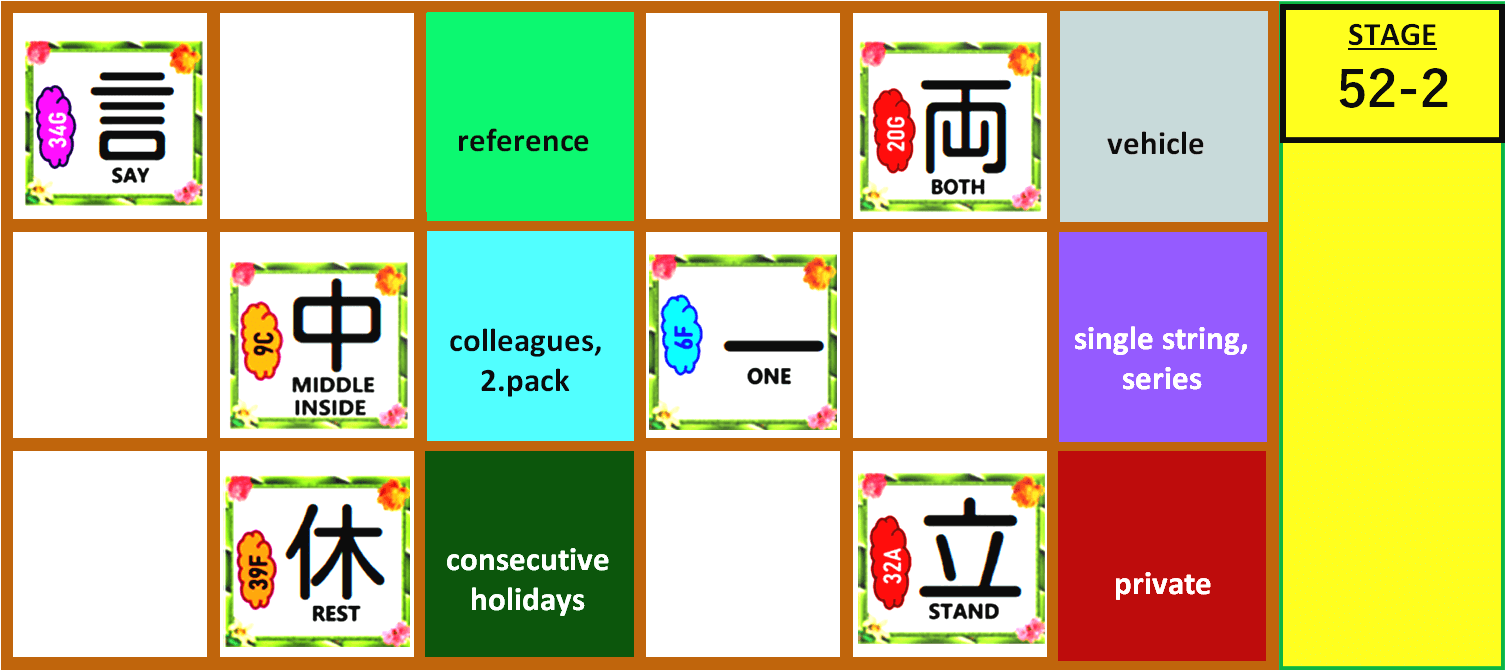 34G
言
SAY
reference
20G
両
BOTH
vehicle
STAGE
52-2
9C
中
MIDDLE
INSIDE
colleagues,
2.pack
6F
一
ONE
single string,
series
39F
休
REST
consecutive
holidays
32A
立
STAND
private